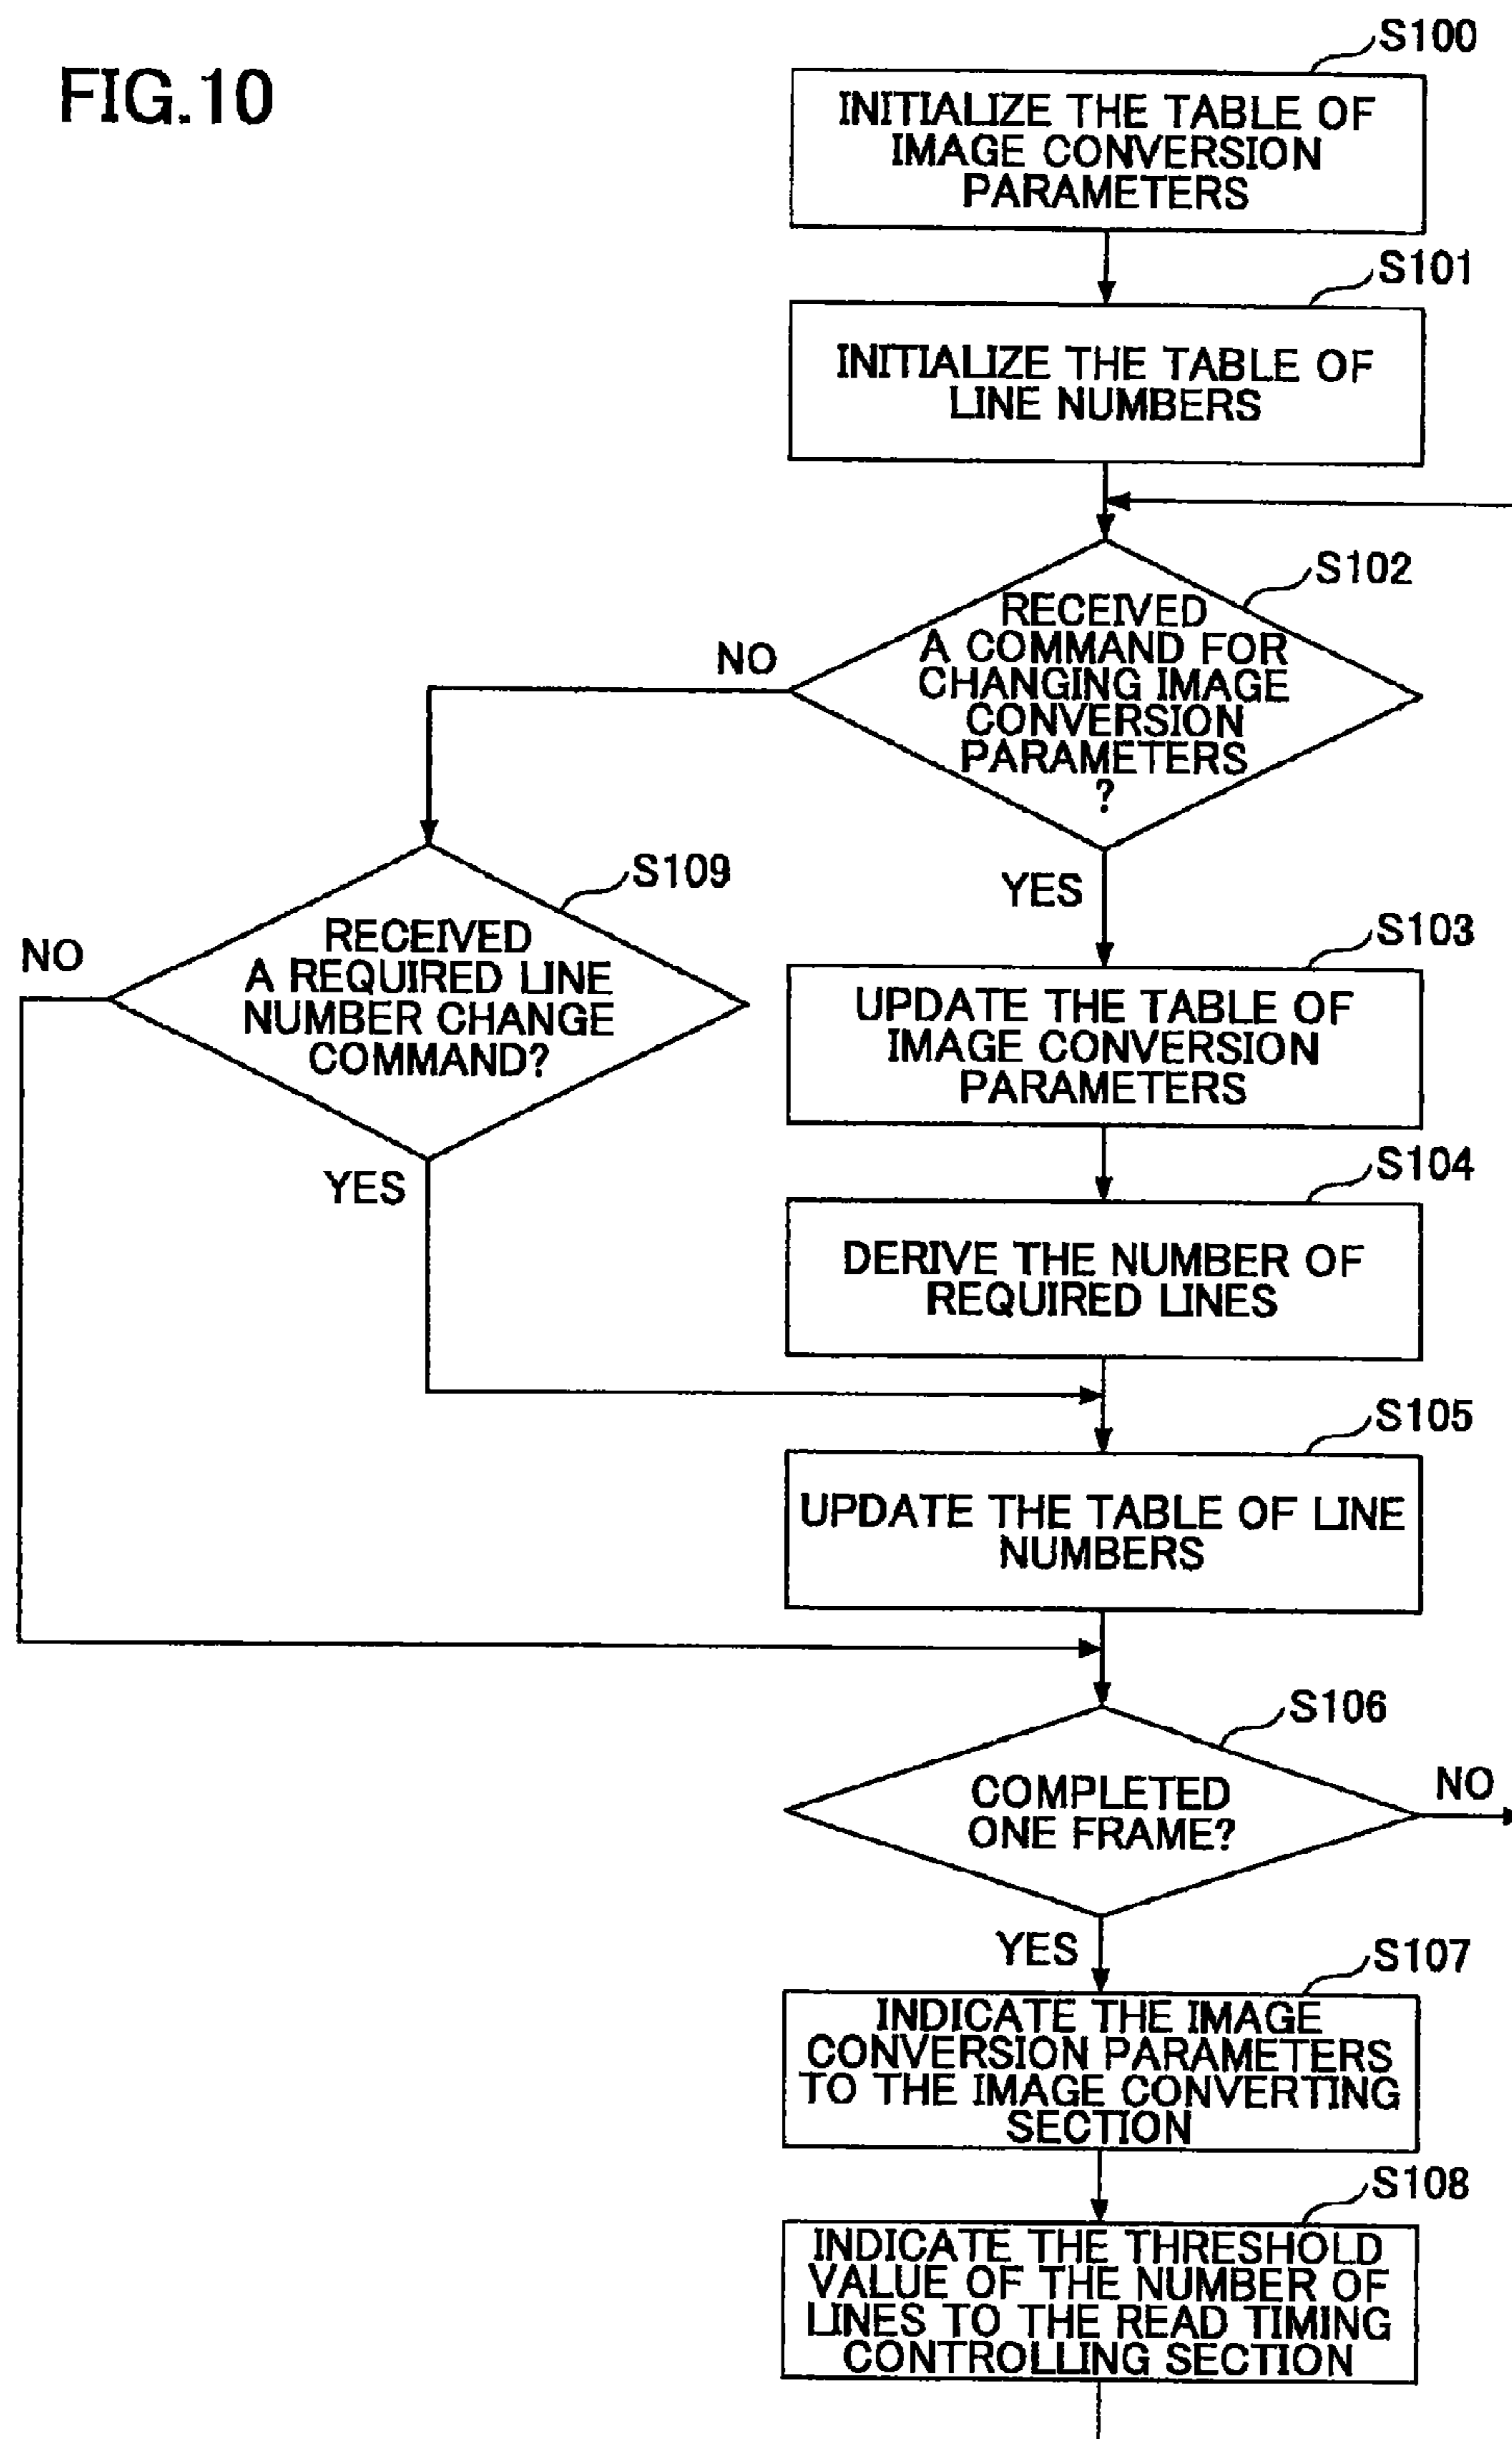 FIG.10
S100
INITIALIZE THE TABLE OF
IMAGE CONVERSION
PARAMETERS
S101
INITIALIZE THE TABLE OF
LINE NUMBERS
S102
RECEIVED
A COMMAND FOR
CHANGING IMAGE
CONVERSION
PARAMETERS
?
NO
YES
S109
RECEIVED
A REQUIRED LINE
NUMBER CHANGE
COMMAND?
NO
YES
S103
UPDATE THE TABLE OF
IMAGE CONVERSION
PARAMETERS
S104
DERIVE THE NUMBER OF
REQUIRED LINES
S105
UPDATE THE TABLE OF LINE
NUMBERS
S106
COMPLETED
ONE FRAME?
NO
YES
S107
INDICATE THE IMAGE
CONVERSION PARAMETERS
TO THE IMAGE CONVERTING
SECTION
S108
INDICATE THE THRESHOLD
VALUE OF THE NUMBER OF
LINES TO THE READ TIMING
CONTROLLING SECTION